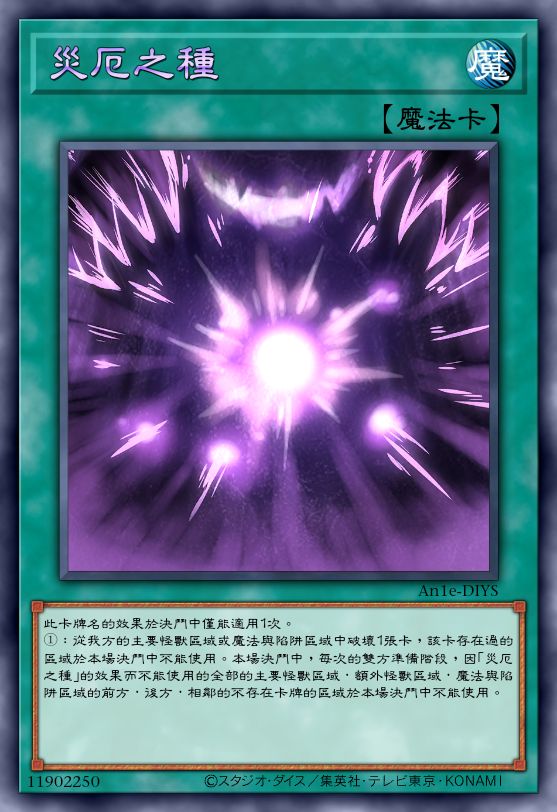 災厄之種
魔
【魔法卡】
An1e-DIYS
此卡牌名的效果於決鬥中僅能適用1次。
①：從我方的主要怪獸區域或魔法與陷阱區域中破壞1張卡，該卡存在過的
區域於本場決鬥中不能使用。本場決鬥中，每次的雙方準備階段，因「災厄
之種」的效果而不能使用的全部的主要怪獸區域．額外怪獸區域．魔法與陷
阱區域的前方．後方．相鄰的不存在卡牌的區域於本場決鬥中不能使用。
11902250
©スタジオ・ダイス／集英社・テレビ東京・KONAMI